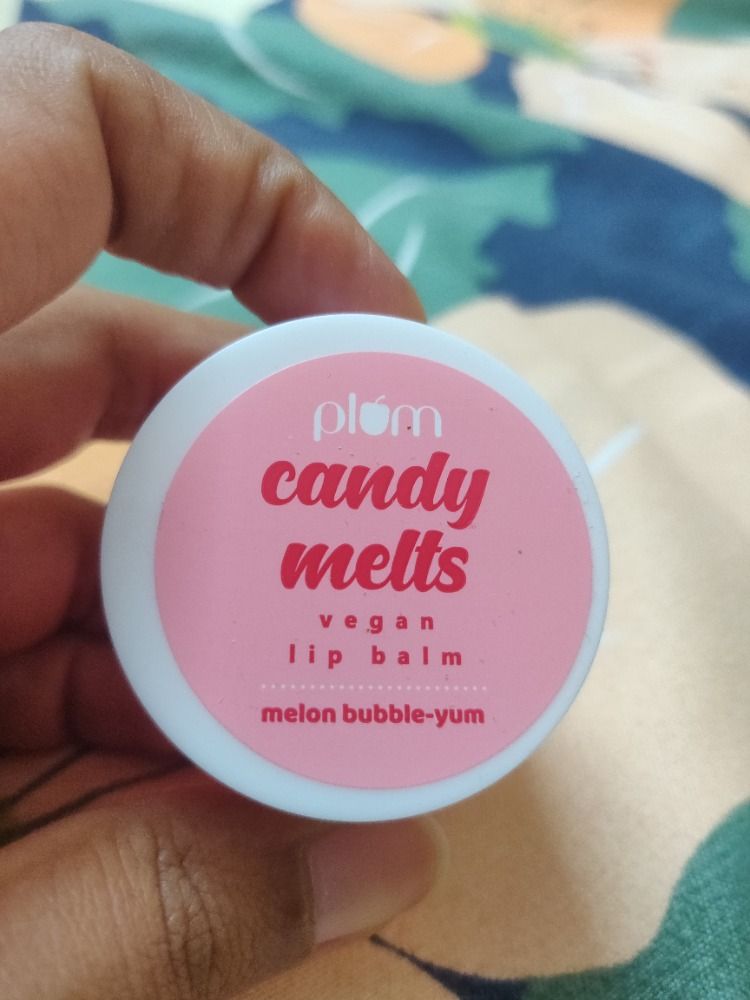 plum
candy
melts
vegan
lip balm
melon bubble-yum